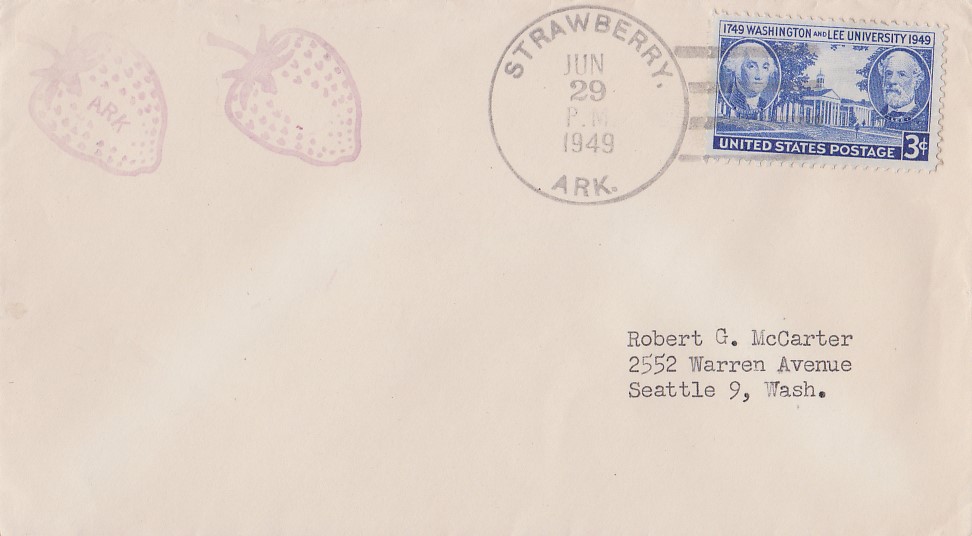 ARK
STRAWBERRY,
JUN
29
P.M.
1949
ARK.
1749 WASHINGTON AND LEE UNIVERSITY 1949
UNITED STATES POSTAGE 3¢
Robert G. McCarter
2552 Warren Avenue
Seattle 9, Wash.